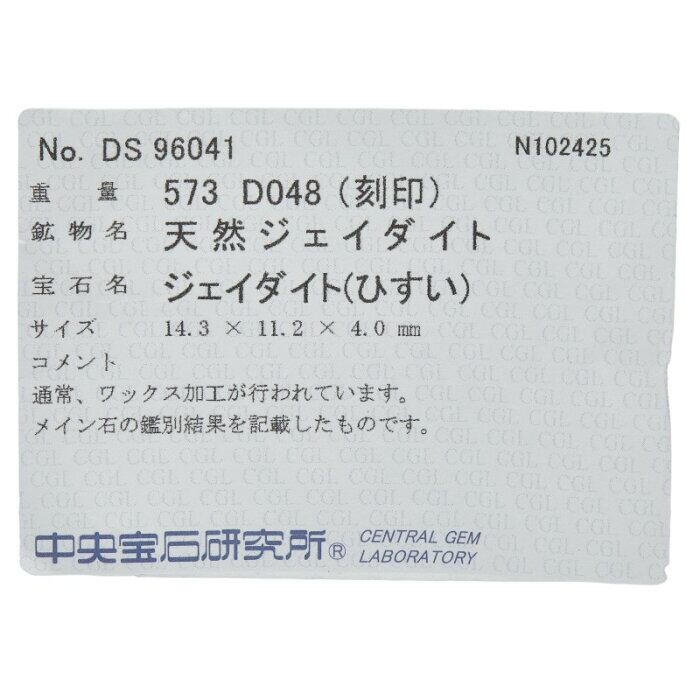 No. DS 96041 N102425
重量 573 D048 (刻印)
鉱物名 天然ジェイダイト
宝石名 ジェイダイト(ひすい)
サイズ 14.3 × 11.2 × 4.0 mm
コメント
通常、ワックス加工が行われています。
メイン石の鑑別結果を記載したものです。
中央宝石研究所® CENTRAL GEM
LABORATORY